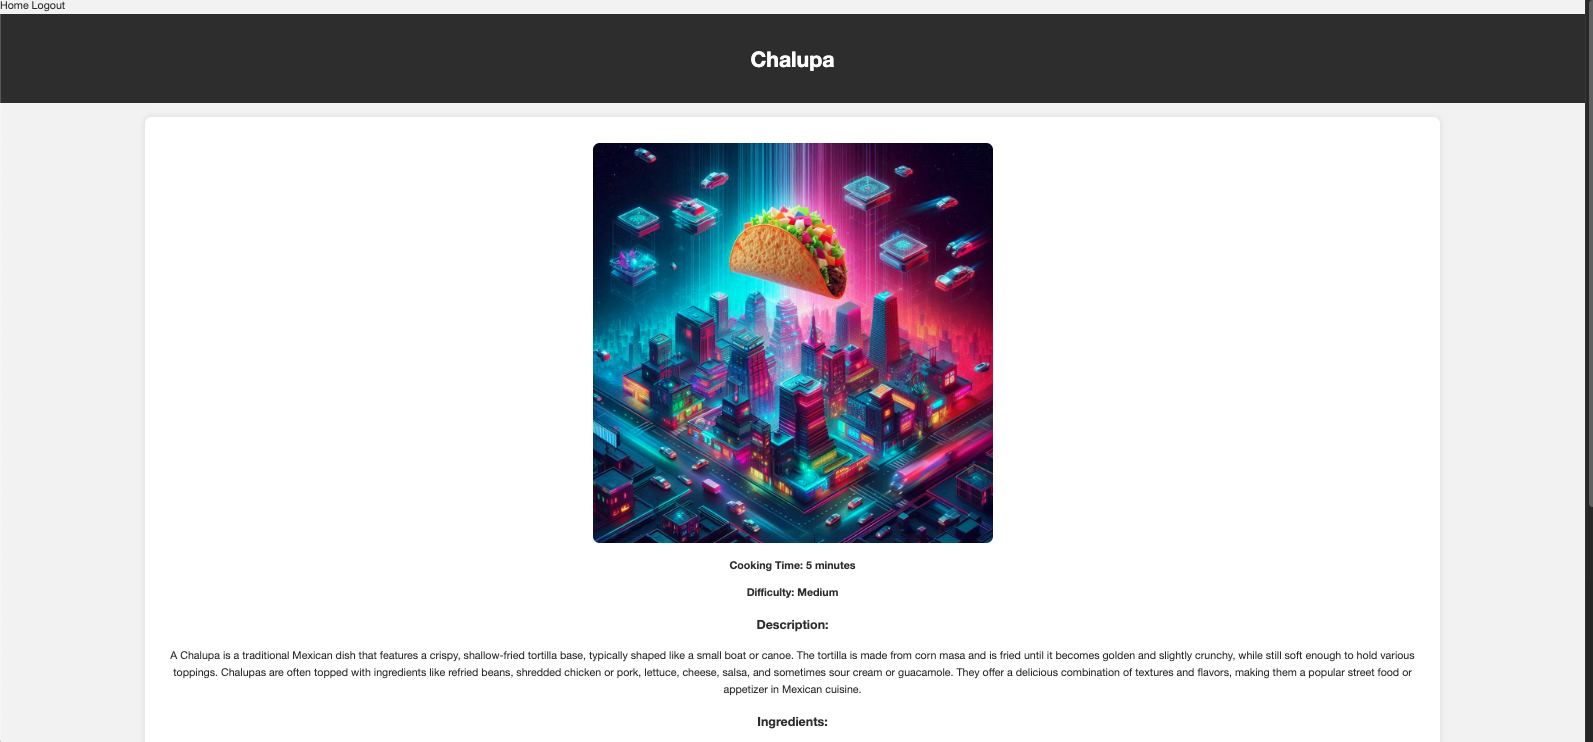 Home Logout
Chalupa
Cooking Time: 5 minutes
Difficulty: Medium
Description:
A Chalupa is a traditional Mexican dish that features a crispy, shallow-fried tortilla base, typically shaped like a small boat or canoe. The tortilla is made from corn masa and is fried until it becomes golden and slightly crunchy, while still soft enough to hold various
toppings. Chalupas are often topped with ingredients like refried beans, shredded chicken or pork, lettuce, cheese, salsa, and sometimes sour cream or guacamole. They offer a delicious combination of textures and flavors, making them a popular street food or
appetizer in Mexican cuisine.
Ingredients: